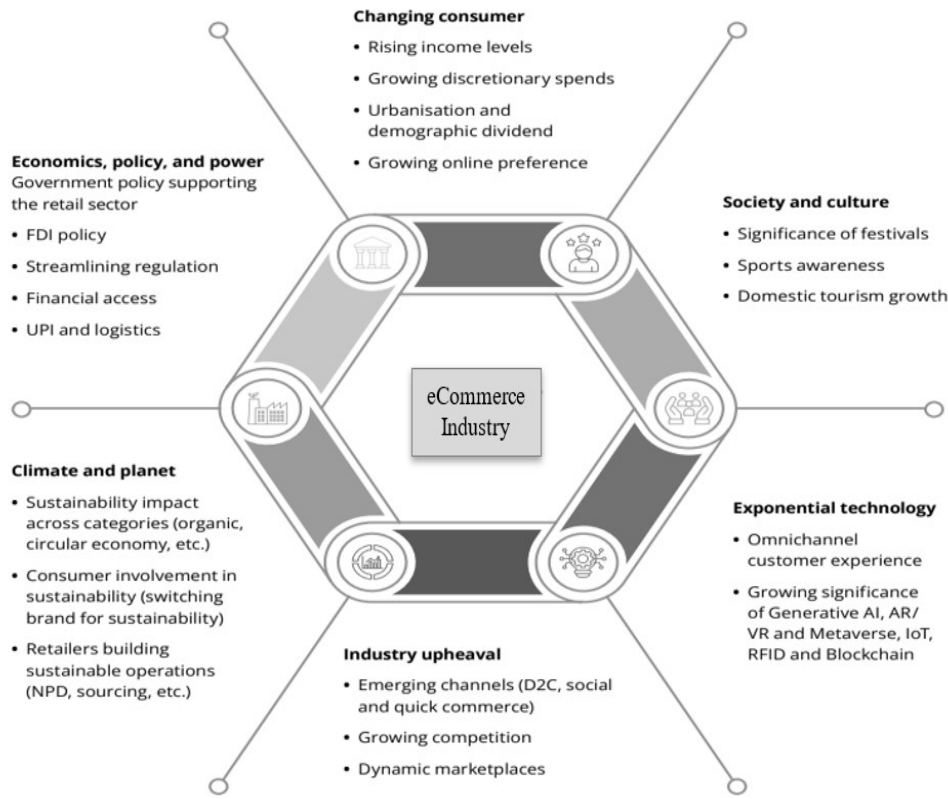 Changing consumer
• Rising income levels
• Growing discretionary spends
• Urbanisation and
demographic dividend
• Growing online preference
Economics, policy, and power
Government policy supporting
the retail sector
• FDI policy
• Streamlining regulation
• Financial access
• UPI and logistics
Society and culture
• Significance of festivals
• Sports awareness
• Domestic tourism growth
eCommerce
Industry
Climate and planet
• Sustainability impact
across categories (organic,
circular economy, etc.)
• Consumer involvement in
sustainability (switching
brand for sustainability)
• Retailers building
sustainable operations
(NPD, sourcing, etc.)
Exponential technology
• Omnichannel
customer experience
• Growing significance
of Generative AI, AR/
VR and Metaverse, IoT,
RFID and Blockchain
Industry upheaval
• Emerging channels (D2C, social
and quick commerce)
• Growing competition
• Dynamic marketplaces